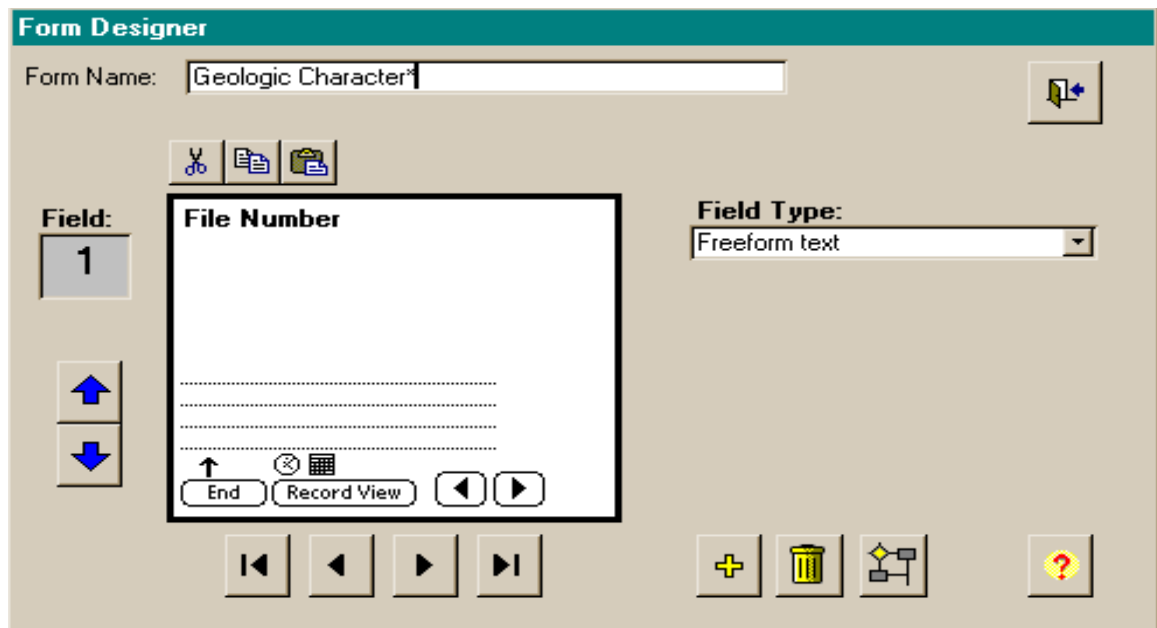 Form Designer
Form Name: Geologic Character*
Field:
1
File Number
Field Type:
Freeform text
End
Record View
?